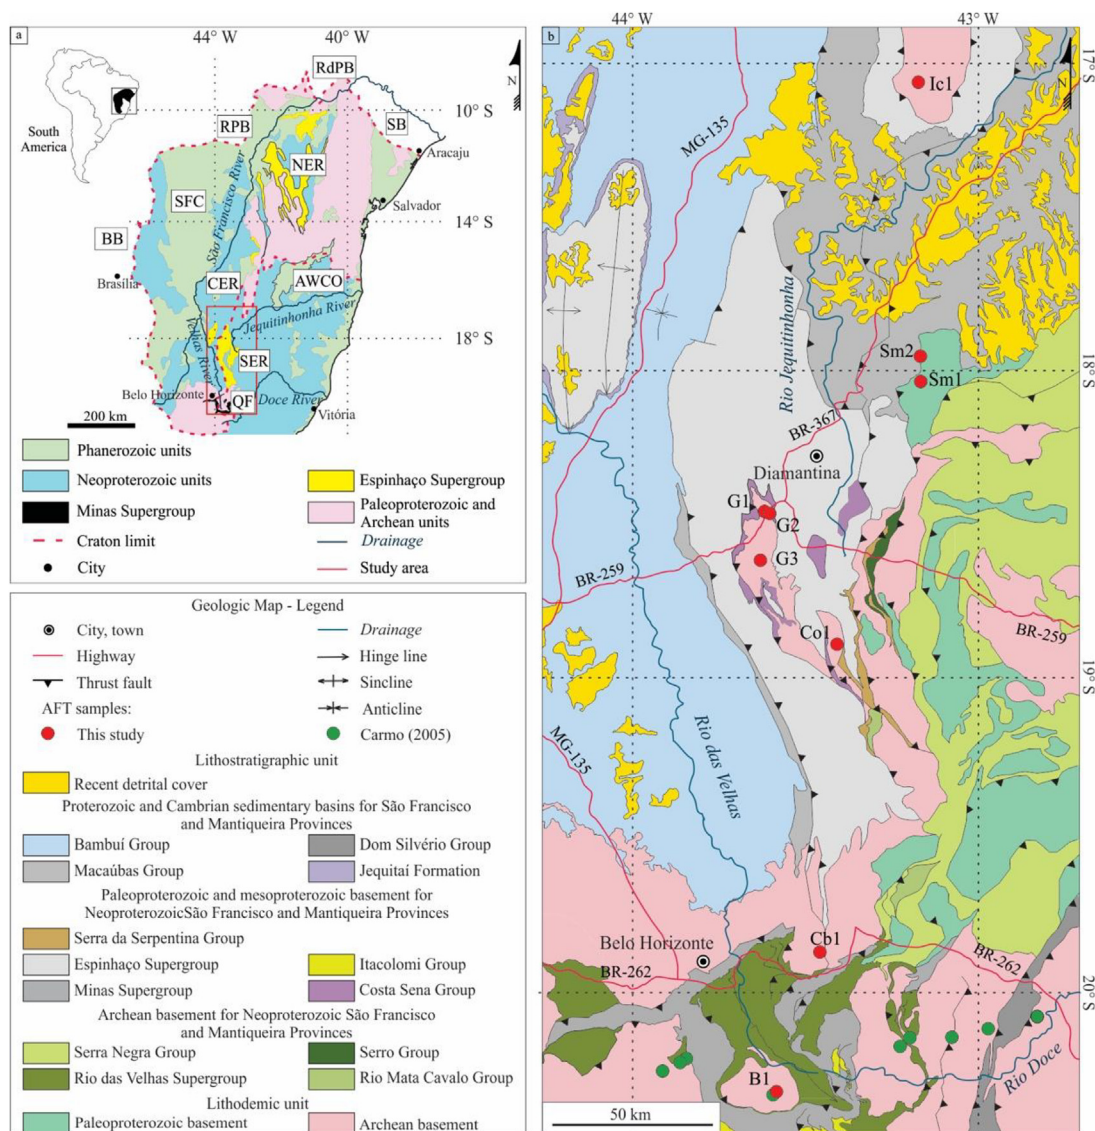 a
44° W
40° W
RdPB
N
10° S
RPB
SB
South
America
Aracaju
NER
SFC
São Francisco River
Salvador
14° S
BB
Brasília
CER
AWCO
Jequitinhonha River
Velhas River
18° S
SER
Belo Horizonte
QF
Doce River
Vitória
200 km
Phanerozoic units
Neoproterozoic units
Espinhaço Supergroup
Minas Supergroup
Paleoproterozoic and
Archean units
Craton limit
Drainage
City
Study area
Geologic Map - Legend
City, town
Drainage
Highway
Hinge line
Thrust fault
Sincline
AFT samples:
Anticline
This study
Carmo (2005)
Lithostratigraphic unit
Recent detrital cover
Proterozoic and Cambrian sedimentary basins for São Francisco
and Mantiqueira Provinces
Bambuí Group
Dom Silvério Group
Macaúbas Group
Jequitaí Formation
Paleoproterozoic and mesoproterozoic basement for
NeoproterozoicSão Francisco and Mantiqueira Provinces
Serra da Serpentina Group
Espinhaço Supergroup
Itacolomi Group
Minas Supergroup
Costa Sena Group
Archean basement for Neoproterozoic São Francisco
and Mantiqueira Provinces
Serra Negra Group
Serro Group
Rio das Velhas Supergroup
Rio Mata Cavalo Group
Lithodemic unit
Paleoproterozoic basement
Archean basement
b
44° W
43° W
17° S
N
Ic1
MG-135
Rio Jequitinhonha
Sm2
Sm1
18° S
BR-367
Diamantina
G1
G2
G3
BR-259
Co1
BR-259
19° S
MG-135
Rio das Velhas
Belo Horizonte
Cb1
BR-262
BR-262
20° S
Rio Doce
B1
50 km